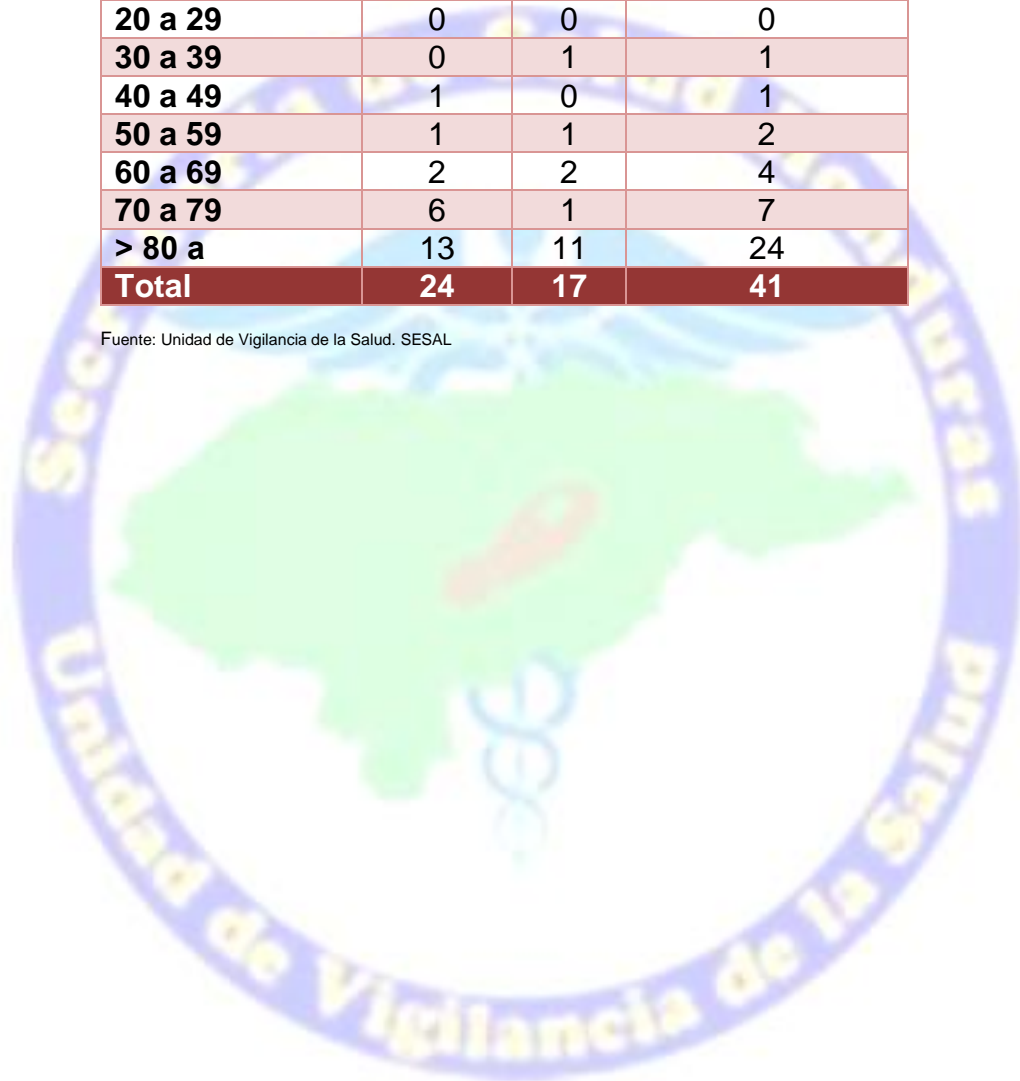 20 a 29 0 0 0
30 a 39 0 1 1
40 a 49 1 0 1
50 a 59 1 1 2
60 a 69 2 2 4
70 a 79 6 1 7
> 80 a 13 11 24
Total 24 17 41
Fuente: Unidad de Vigilancia de la Salud. SESAL
Unidad de Vigilancia de la Salud